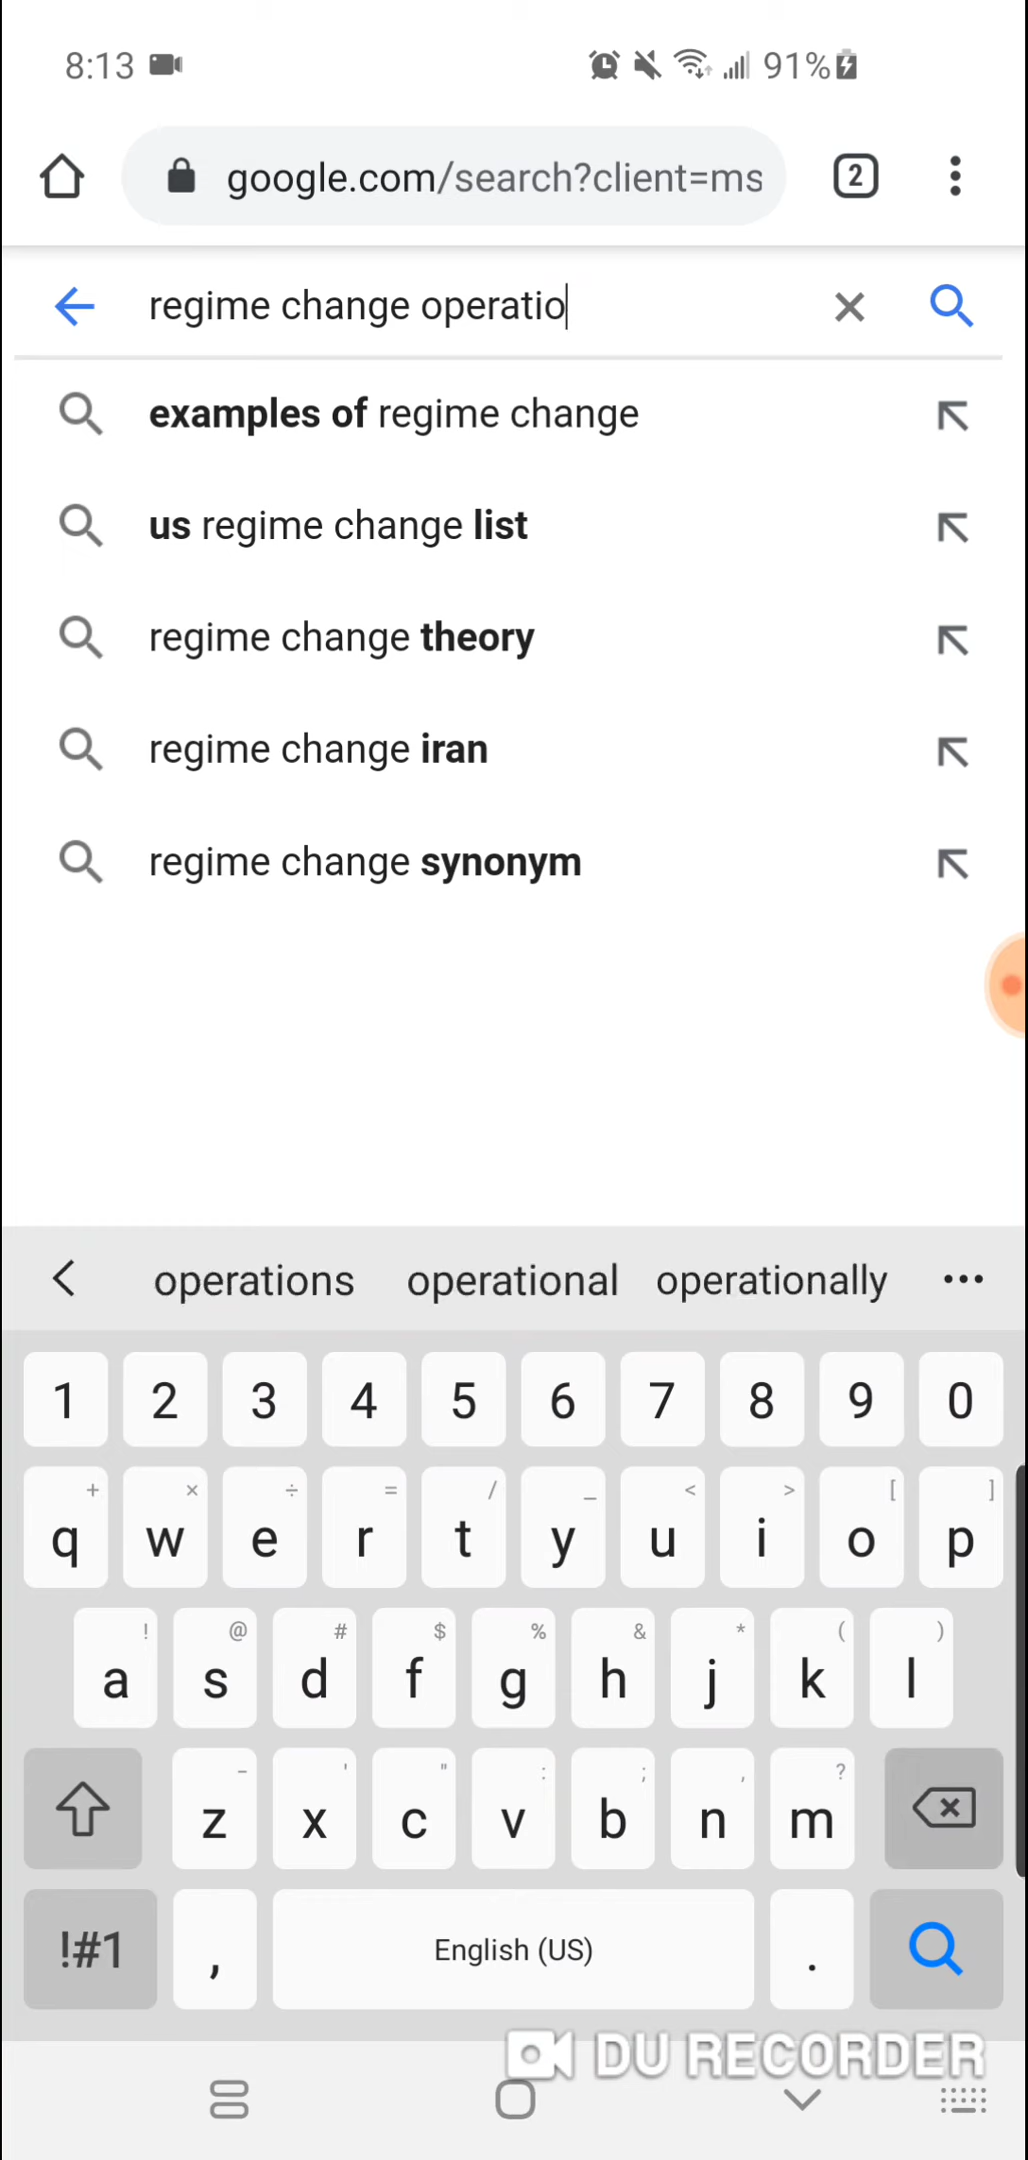 8:13 91%
google.com/search?client=ms 2
regime change operatio
examples of regime change
us regime change list
regime change theory
regime change iran
regime change synonym
operations operational operationally
1 2 3 4 5 6 7 8 9 0
+ × ÷ = / _ < > [ ]
q w e r t y u i o p
! @ # $ % & * ( )
a s d f g h j k l
- ' " : ; , ?
z x c v b n m
!#1 , English (US) .
DU RECORDER